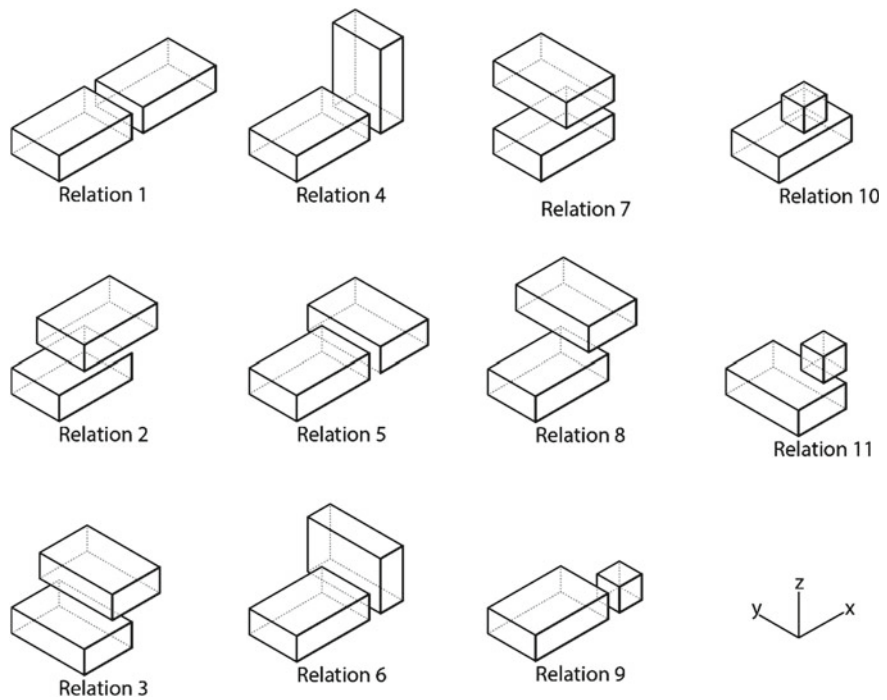 Relation 1
Relation 4
Relation 7
Relation 10
Relation 2
Relation 5
Relation 8
Relation 11
Relation 3
Relation 6
Relation 9
z
y
x